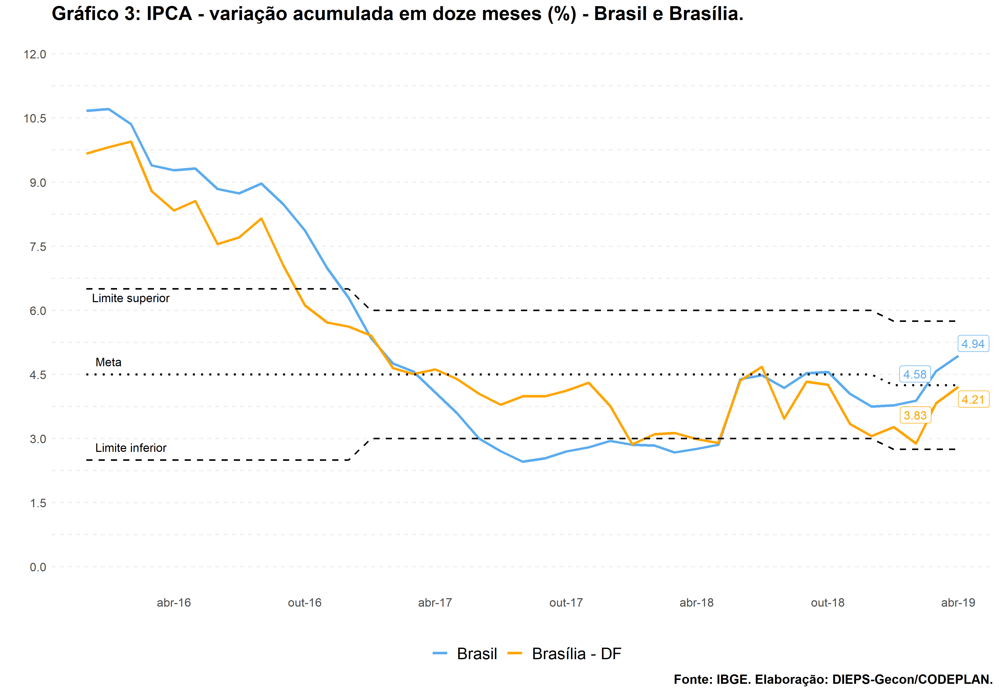 Gráfico 3: IPCA - variação acumulada em doze meses (%) - Brasil e Brasília.
12.0
10.5
9.0
7.5
6.0
4.5
3.0
1.5
0.0
Limite superior
Meta
Limite inferior
4.94
4.58
4.21
3.83
abr-16 out-16 abr-17 out-17 abr-18 out-18 abr-19
Brasil Brasília - DF
Fonte: IBGE. Elaboração: DIEPS-Gecon/CODEPLAN.